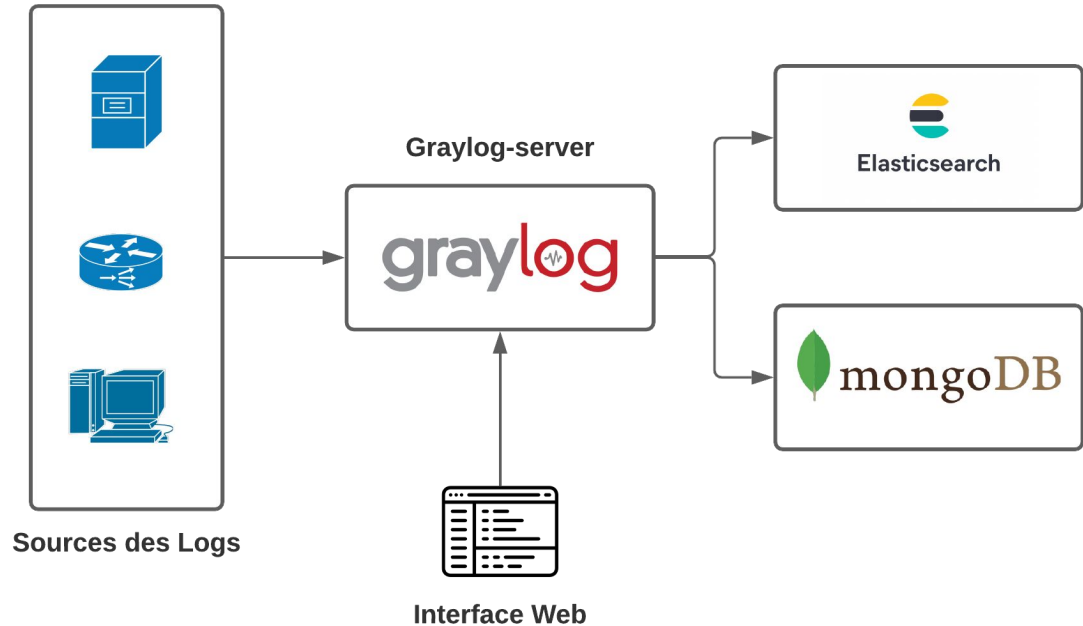 Sources des Logs
Graylog-server
graylog
Interface Web
Elasticsearch
mongoDB